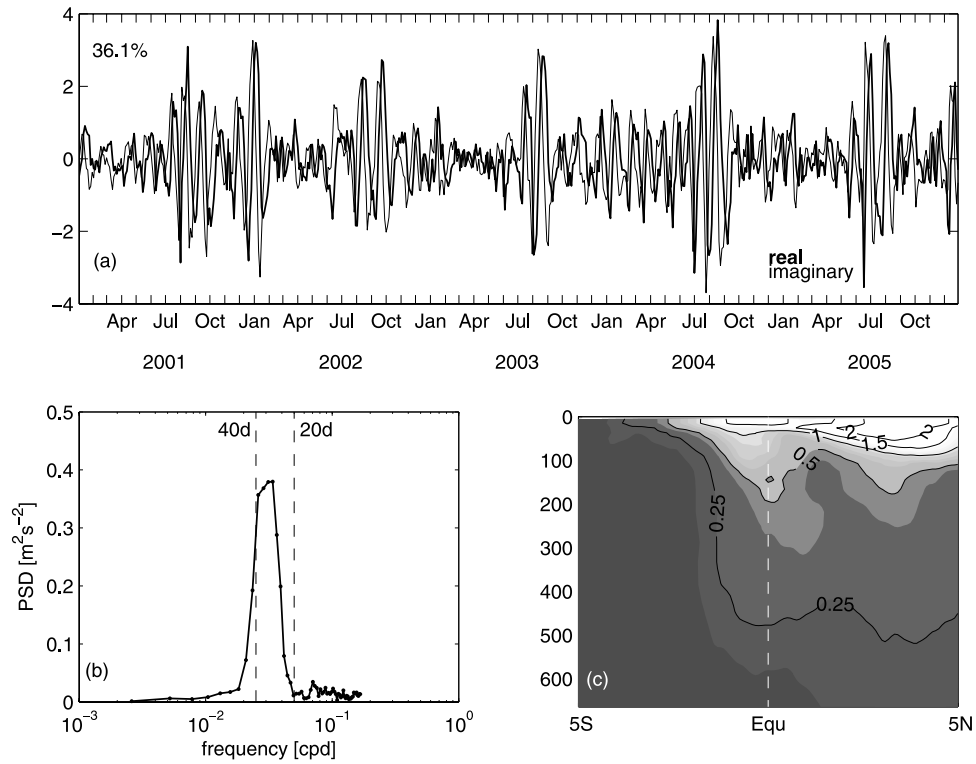 4
2
0
−2
−4
36.1%
(a)
real
imaginary
Apr Jul Oct Jan Apr Jul Oct Jan Apr Jul Oct Jan Apr Jul Oct Jan Apr Jul Oct
2001 2002 2003 2004 2005
0.5
0.4
0.3
0.2
0.1
0
PSD [m²s⁻²]
40d
20d
(b)
10⁻³ 10⁻² 10⁻¹ 10⁰
frequency [cpd]
0
100
200
300
400
500
600
1
2
1.5
2
0.5
0.25
0.25
(c)
5S Equ 5N